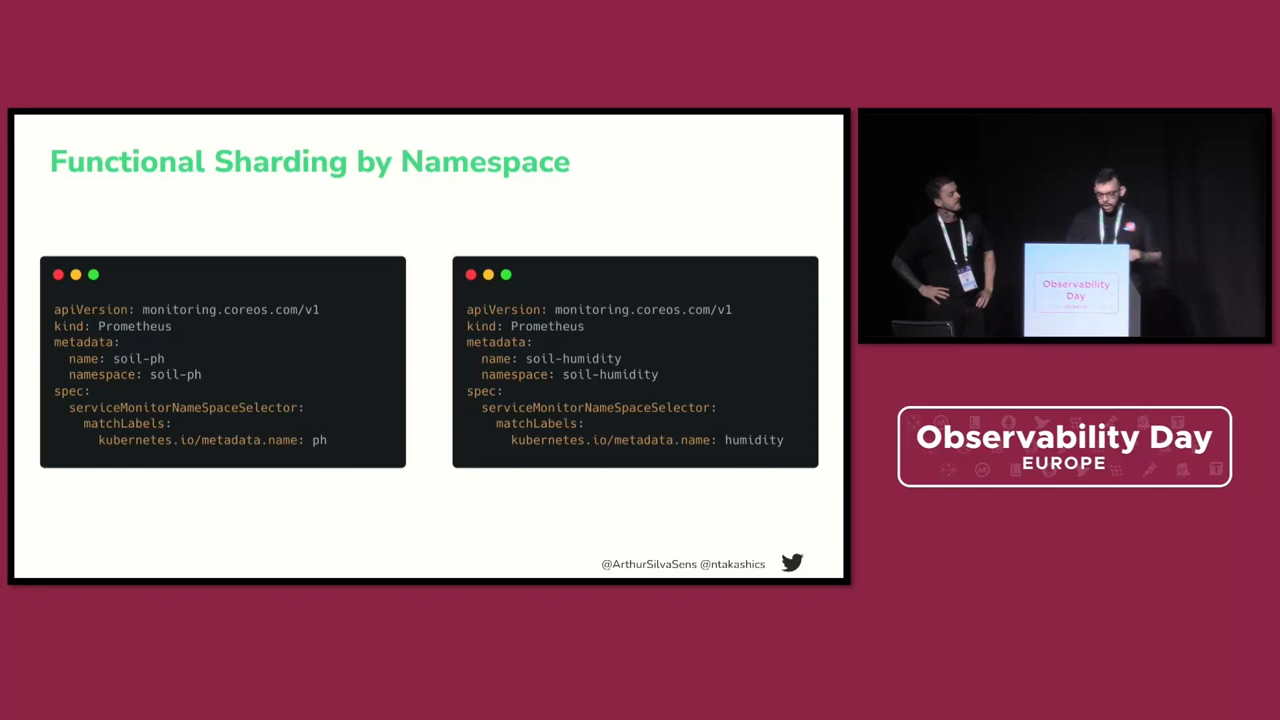 Functional Sharding by Namespace
apiVersion: monitoring.coreos.com/v1
kind: Prometheus
metadata:
  name: soil-ph
  namespace: soil-ph
spec:
  serviceMonitorNameSpaceSelector:
    matchLabels:
      kubernetes.io/metadata.name: ph
apiVersion: monitoring.coreos.com/v1
kind: Prometheus
metadata:
  name: soil-humidity
  namespace: soil-humidity
spec:
  serviceMonitorNameSpaceSelector:
    matchLabels:
      kubernetes.io/metadata.name: humidity
@ArthurSilvaSens @ntakashics
Observability
Day
EUROPE
Observability Day
EUROPE